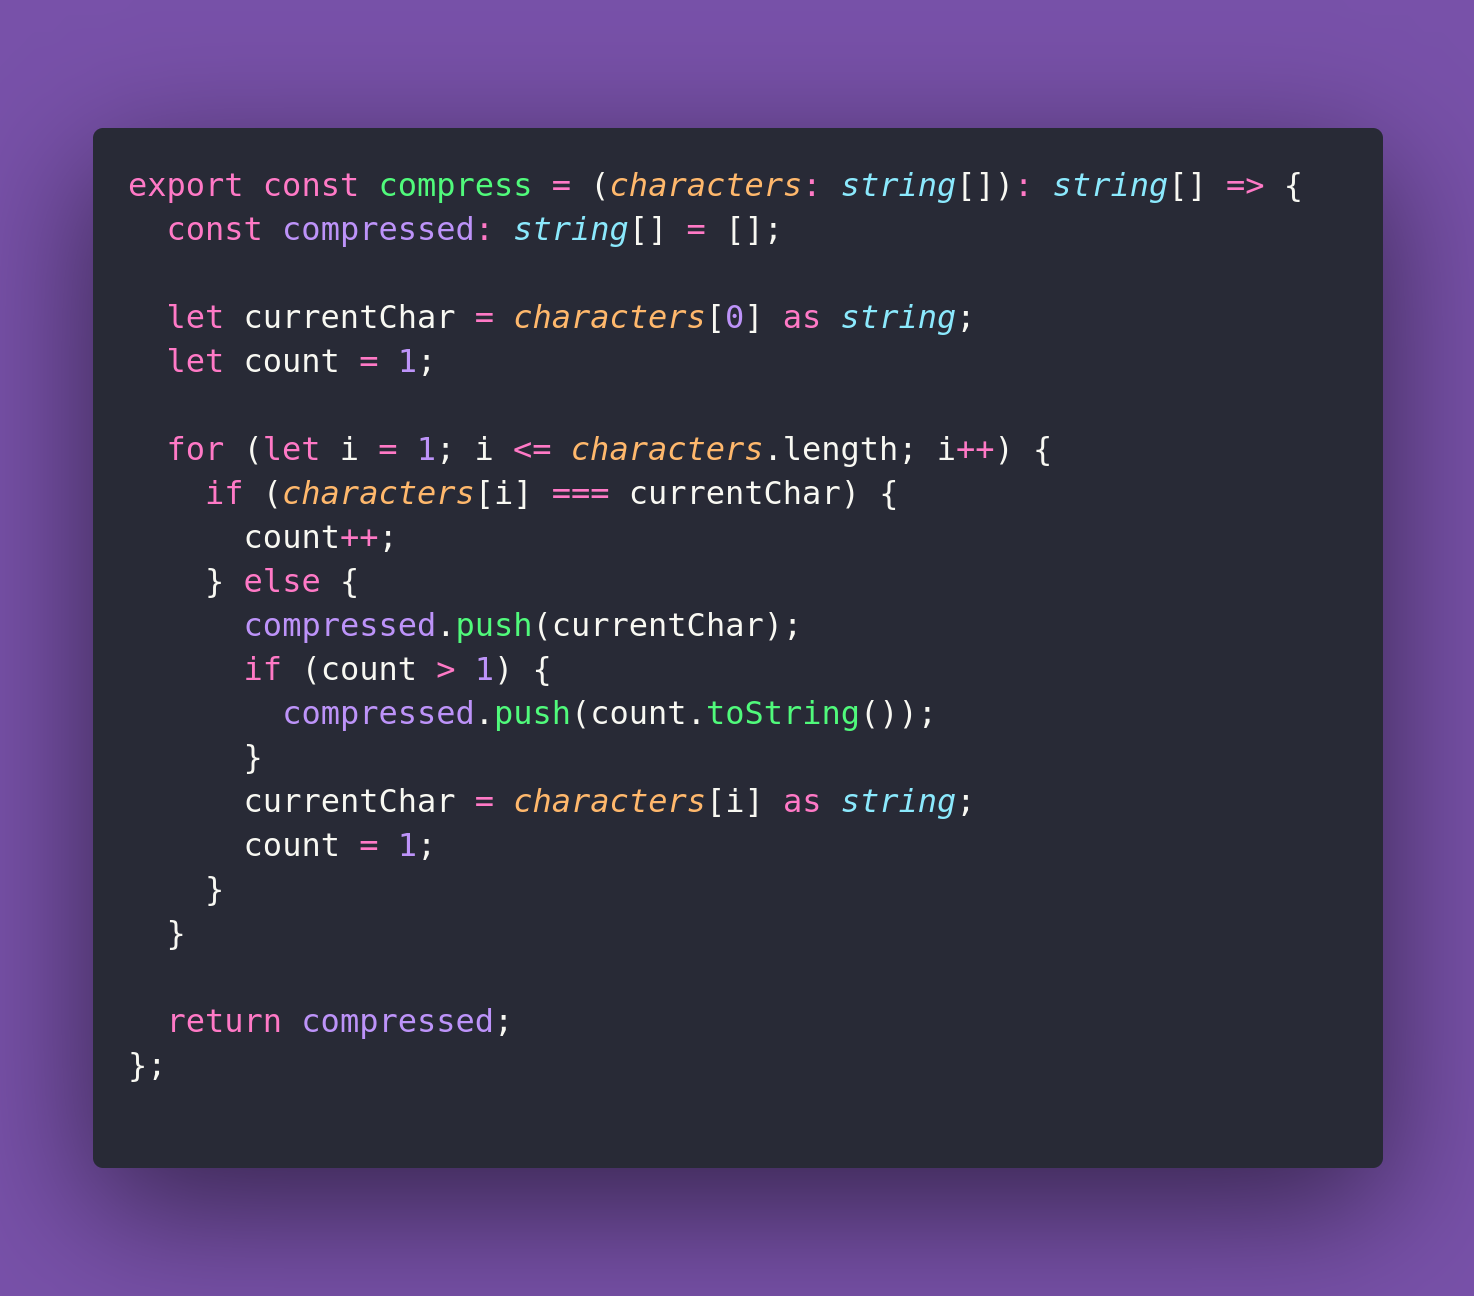 export const compress = (characters: string[]): string[] => {
  const compressed: string[] = [];

  let currentChar = characters[0] as string;
  let count = 1;

  for (let i = 1; i <= characters.length; i++) {
    if (characters[i] === currentChar) {
      count++;
    } else {
      compressed.push(currentChar);
      if (count > 1) {
        compressed.push(count.toString());
      }
      currentChar = characters[i] as string;
      count = 1;
    }
  }

  return compressed;
};